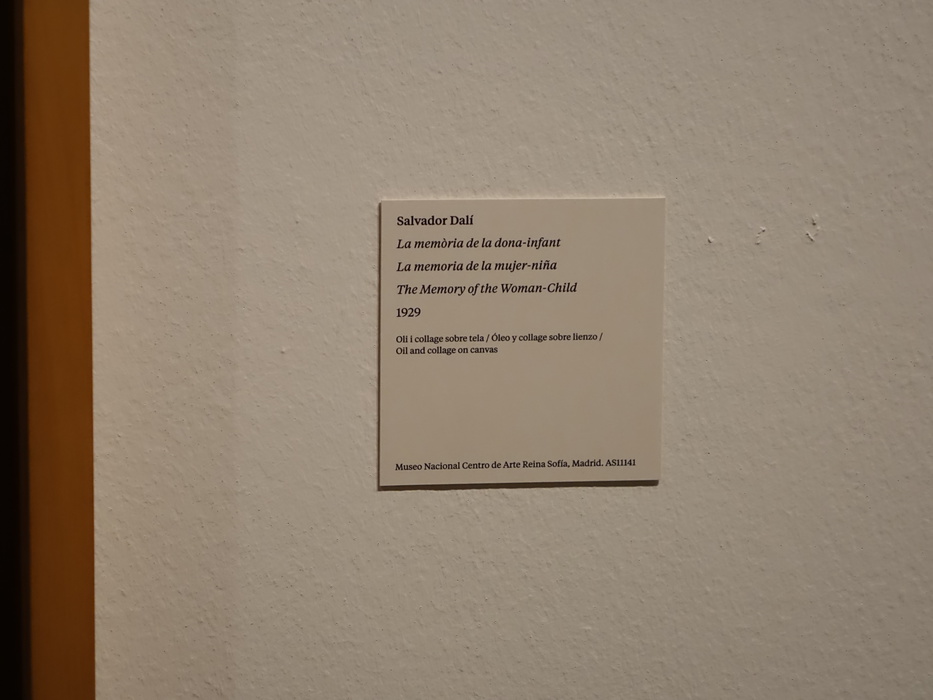 Salvador Dalí
La memòria de la dona-infant
La memoria de la mujer-niña
The Memory of the Woman-Child
1929
Oli i collage sobre tela / Óleo y collage sobre lienzo /
Oil and collage on canvas
Museo Nacional Centro de Arte Reina Sofía, Madrid. AS11141